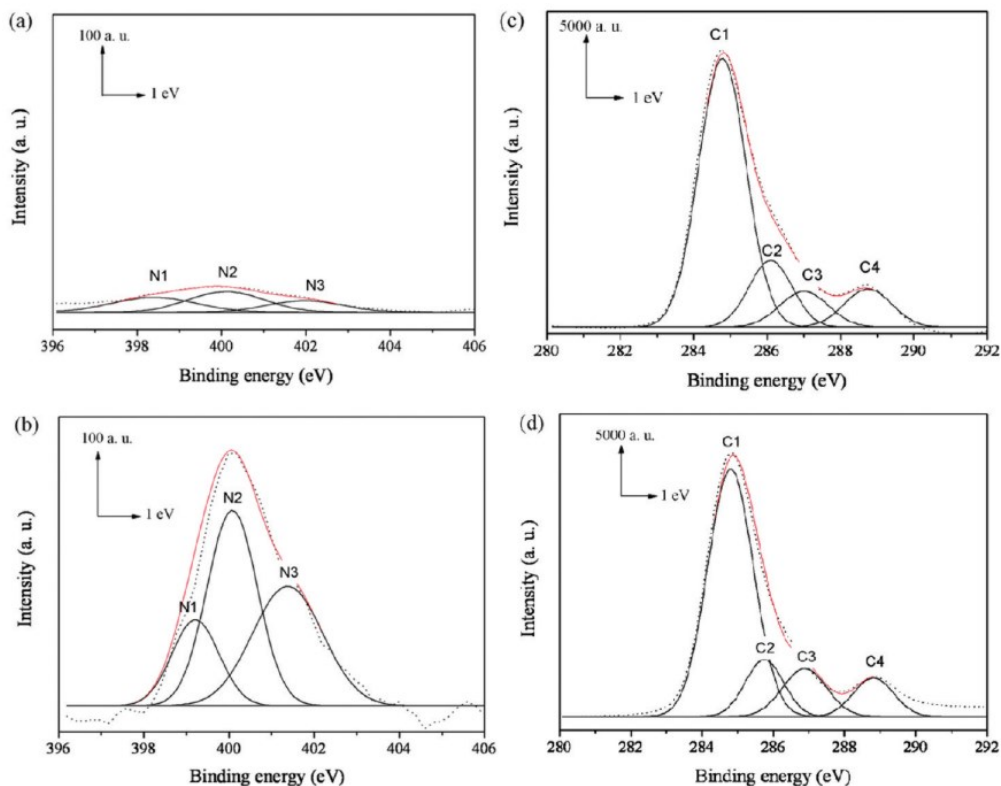 (a)
100 a. u.
1 eV
N1
N2
N3
Intensity (a. u.)
396
398
400
402
404
406
Binding energy (eV)
(c)
5000 a. u.
1 eV
C1
C2
C3
C4
Intensity (a. u.)
280
282
284
286
288
290
292
Binding energy (eV)
(b)
100 a. u.
1 eV
N1
N2
N3
Intensity (a. u.)
396
398
400
402
404
406
Binding energy (eV)
(d)
5000 a. u.
1 eV
C1
C2
C3
C4
Intensity (a. u.)
280
282
284
286
288
290
292
Binding energy (eV)